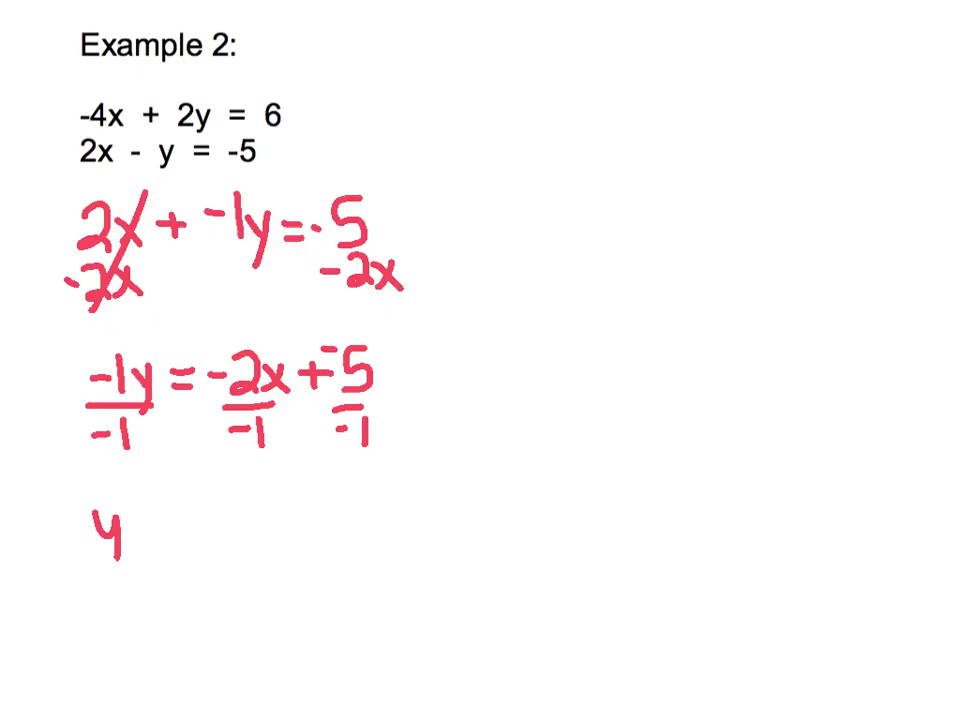 Example 2:
-4x + 2y = 6
2x - y = -5
2x + -1y = -5
-2x -2x
-1y = -2x + -5
-1 -1 -1
y